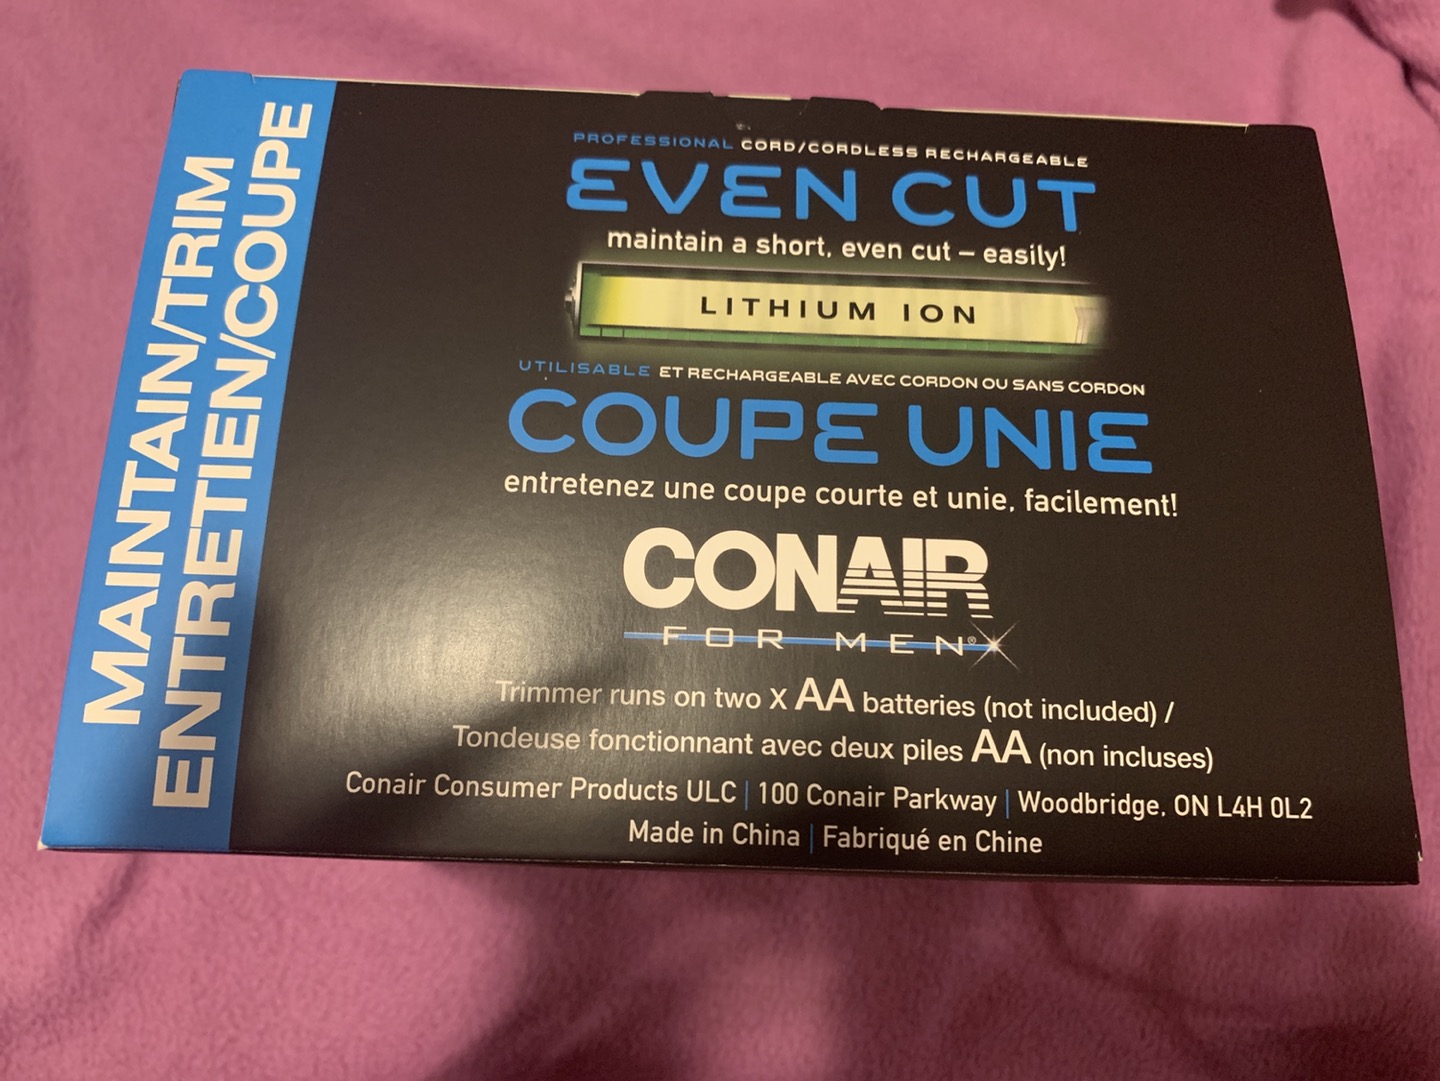 MAINTAIN/TRIM
ENTRETIEN/COUPE
PROFESSIONAL CORD/CORDLESS RECHARGEABLE
EVEN CUT
maintain a short, even cut – easily!
LITHIUM ION
UTILISABLE ET RECHARGEABLE AVEC CORDON OU SANS CORDON
COUPE UNIE
entretenez une coupe courte et unie, facilement!
CONAIR
FOR MEN®
Trimmer runs on two x AA batteries (not included) /
Tondeuse fonctionnant avec deux piles AA (non incluses)
Conair Consumer Products ULC | 100 Conair Parkway | Woodbridge, ON L4H 0L2
Made in China | Fabriqué en Chine